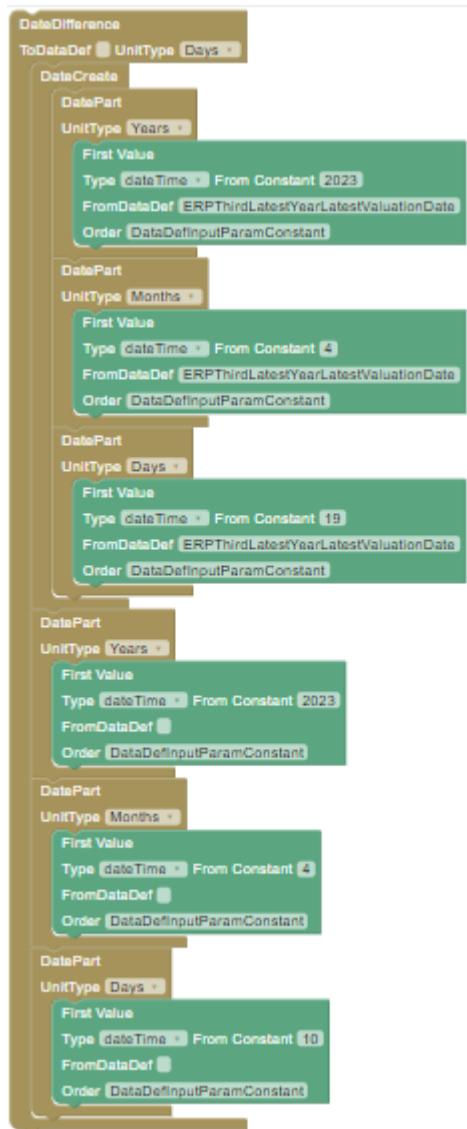 DateDifference
ToDataDef UnitType Days
DateCreate
DatePart
UnitType Years
First Value
Type dateTime From Constant 2023
FromDataDef ERPThirdLatestYearLatestValuationDate
Order DataDefInputParamConstant
DatePart
UnitType Months
First Value
Type dateTime From Constant 4
FromDataDef ERPThirdLatestYearLatestValuationDate
Order DataDefInputParamConstant
DatePart
UnitType Days
First Value
Type dateTime From Constant 19
FromDataDef ERPThirdLatestYearLatestValuationDate
Order DataDefInputParamConstant
DatePart
UnitType Years
First Value
Type dateTime From Constant 2023
FromDataDef
Order DataDefInputParamConstant
DatePart
UnitType Months
First Value
Type dateTime From Constant 4
FromDataDef
Order DataDefInputParamConstant
DatePart
UnitType Days
First Value
Type dateTime From Constant 10
FromDataDef
Order DataDefInputParamConstant